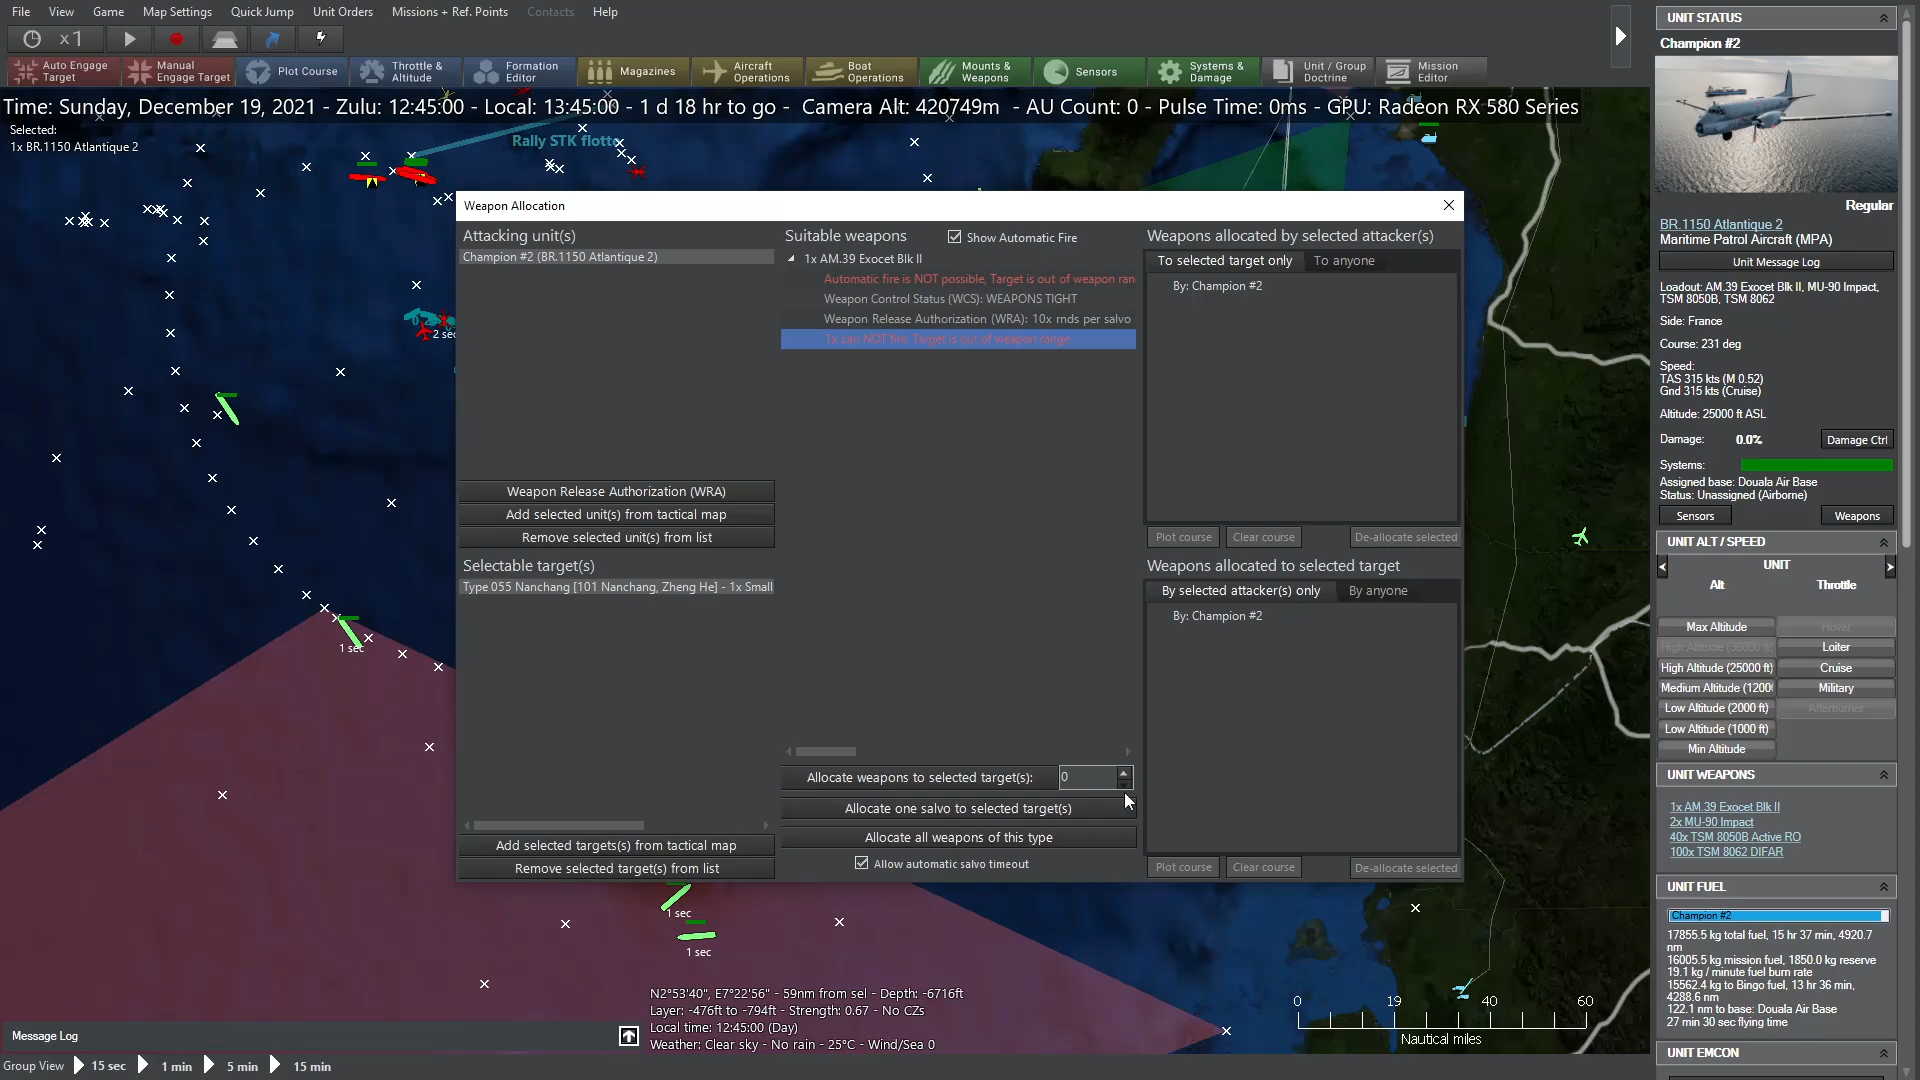 File View Game Map Settings Quick Jump Unit Orders Missions + Ref. Points Contacts Help
x1
Auto Engage Target
Manual Engage Target
Plot Course
Throttle & Altitude
Formation Editor
Magazines
Aircraft Operations
Boat Operations
Mounts & Weapons
Sensors
Systems & Damage
Unit / Group Doctrine
Mission Editor
Time: Sunday, December 19, 2021 - Zulu: 12:45:00 - Local: 13:45:00 - 1 d 18 hr to go - Camera Alt: 420749m - AU Count: 0 - Pulse Time: 0ms - GPU: Radeon RX 580 Series
Selected:
1x BR.1150 Atlantique 2
Rally STK flotte
2 sec
1 sec
1 sec
1 sec
Weapon Allocation
Attacking unit(s)
Champion #2 (BR.1150 Atlantique 2)
Weapon Release Authorization (WRA)
Add selected unit(s) from tactical map
Remove selected unit(s) from list
Selectable target(s)
Type 055 Nanchang [101 Nanchang, Zheng He] - 1x Small
Add selected targets(s) from tactical map
Remove selected target(s) from list
Suitable weapons
Show Automatic Fire
1x AM.39 Exocet Blk II
Automatic fire is NOT possible, Target is out of weapon ran
Weapon Control Status (WCS): WEAPONS TIGHT
Weapon Release Authorization (WRA): 10x rnds per salvo
1x can NOT fire: Target is out of weapon range
Allocate weapons to selected target(s): 0
Allocate one salvo to selected target(s)
Allocate all weapons of this type
Allow automatic salvo timeout
Weapons allocated by selected attacker(s)
To selected target only To anyone
By: Champion #2
Plot course Clear course De-allocate selected
Weapons allocated to selected target
By selected attacker(s) only By anyone
By: Champion #2
Plot course Clear course De-allocate selected
N2°53'40", E7°22'56" - 59nm from sel - Depth: -6716ft
Layer: -476ft to -794ft - Strength: 0.67 - No CZs
Local time: 12:45:00 (Day)
Weather: Clear sky - No rain - 25°C - Wind/Sea 0
0 19 40 60
Nautical miles
Message Log
Group View 15 sec 1 min 5 min 15 min
UNIT STATUS
Champion #2
Regular
BR.1150 Atlantique 2
Maritime Patrol Aircraft (MPA)
Unit Message Log
Loadout: AM.39 Exocet Blk II, MU-90 Impact,
TSM 8050B, TSM 8062
Side: France
Course: 231 deg
Speed:
TAS 315 kts (M 0.52)
Gnd 315 kts (Cruise)
Altitude: 25000 ft ASL
Damage: 0.0% Damage Ctrl
Systems:
Assigned base: Douala Air Base
Status: Unassigned (Airborne)
Sensors Weapons
UNIT ALT / SPEED
UNIT
Alt Throttle
Max Altitude Hover
High Altitude (36000 ft) Loiter
High Altitude (25000 ft) Cruise
Medium Altitude (1200 Military
Low Altitude (2000 ft) Afterburner
Low Altitude (1000 ft)
Min Altitude
UNIT WEAPONS
1x AM.39 Exocet Blk II
2x MU-90 Impact
40x TSM 8050B Active RO
100x TSM 8062 DIFAR
UNIT FUEL
Champion #2
17855.5 kg total fuel, 15 hr 37 min, 4920.7
nm
16005.5 kg mission fuel, 1850.0 kg reserve
19.1 kg / minute fuel burn rate
15562.4 kg to Bingo fuel, 13 hr 36 min,
4288.6 nm
122.1 nm to base: Douala Air Base
27 min 30 sec flying time
UNIT EMCON